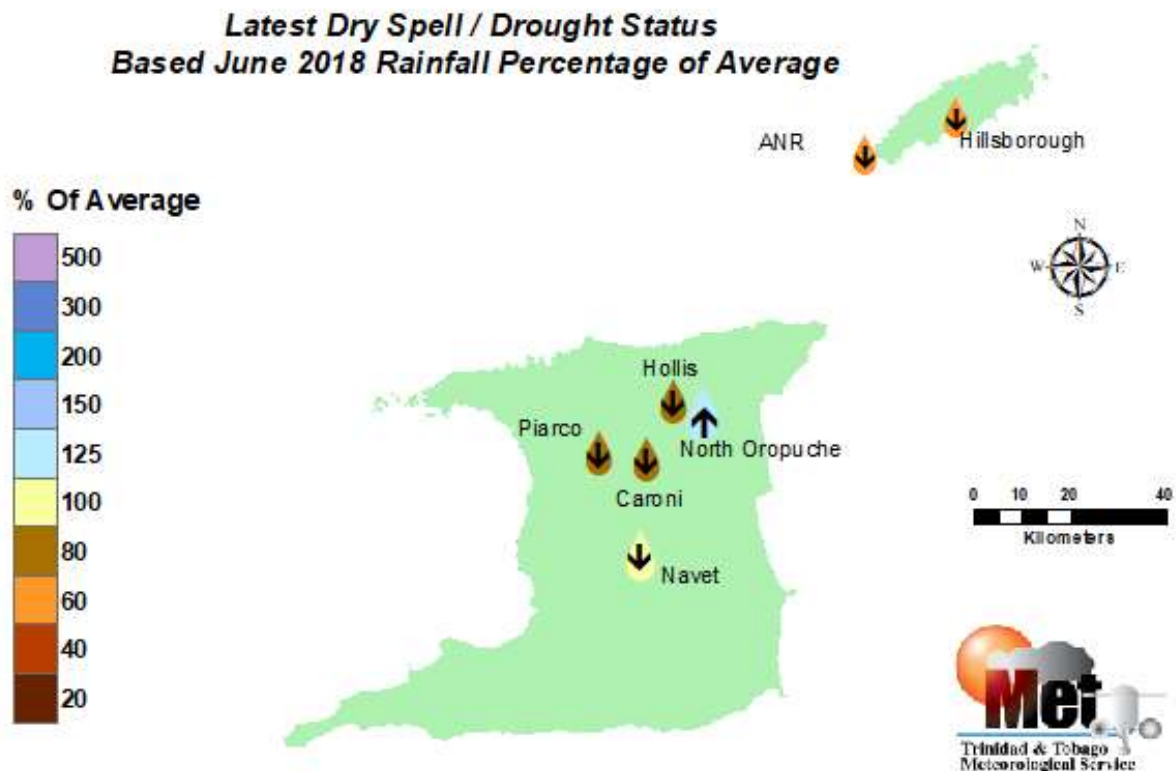 Latest Dry Spell / Drought Status
Based June 2018 Rainfall Percentage of Average
ANR
Hillsborough
% Of Average
500
300
200
150
125
100
80
60
40
20
N
W
E
S
Hollis
Piarco
North Oropuche
Caroni
Navet
0 10 20 40
Kilometers
Met
Trinidad & Tobago
Meteorological Service